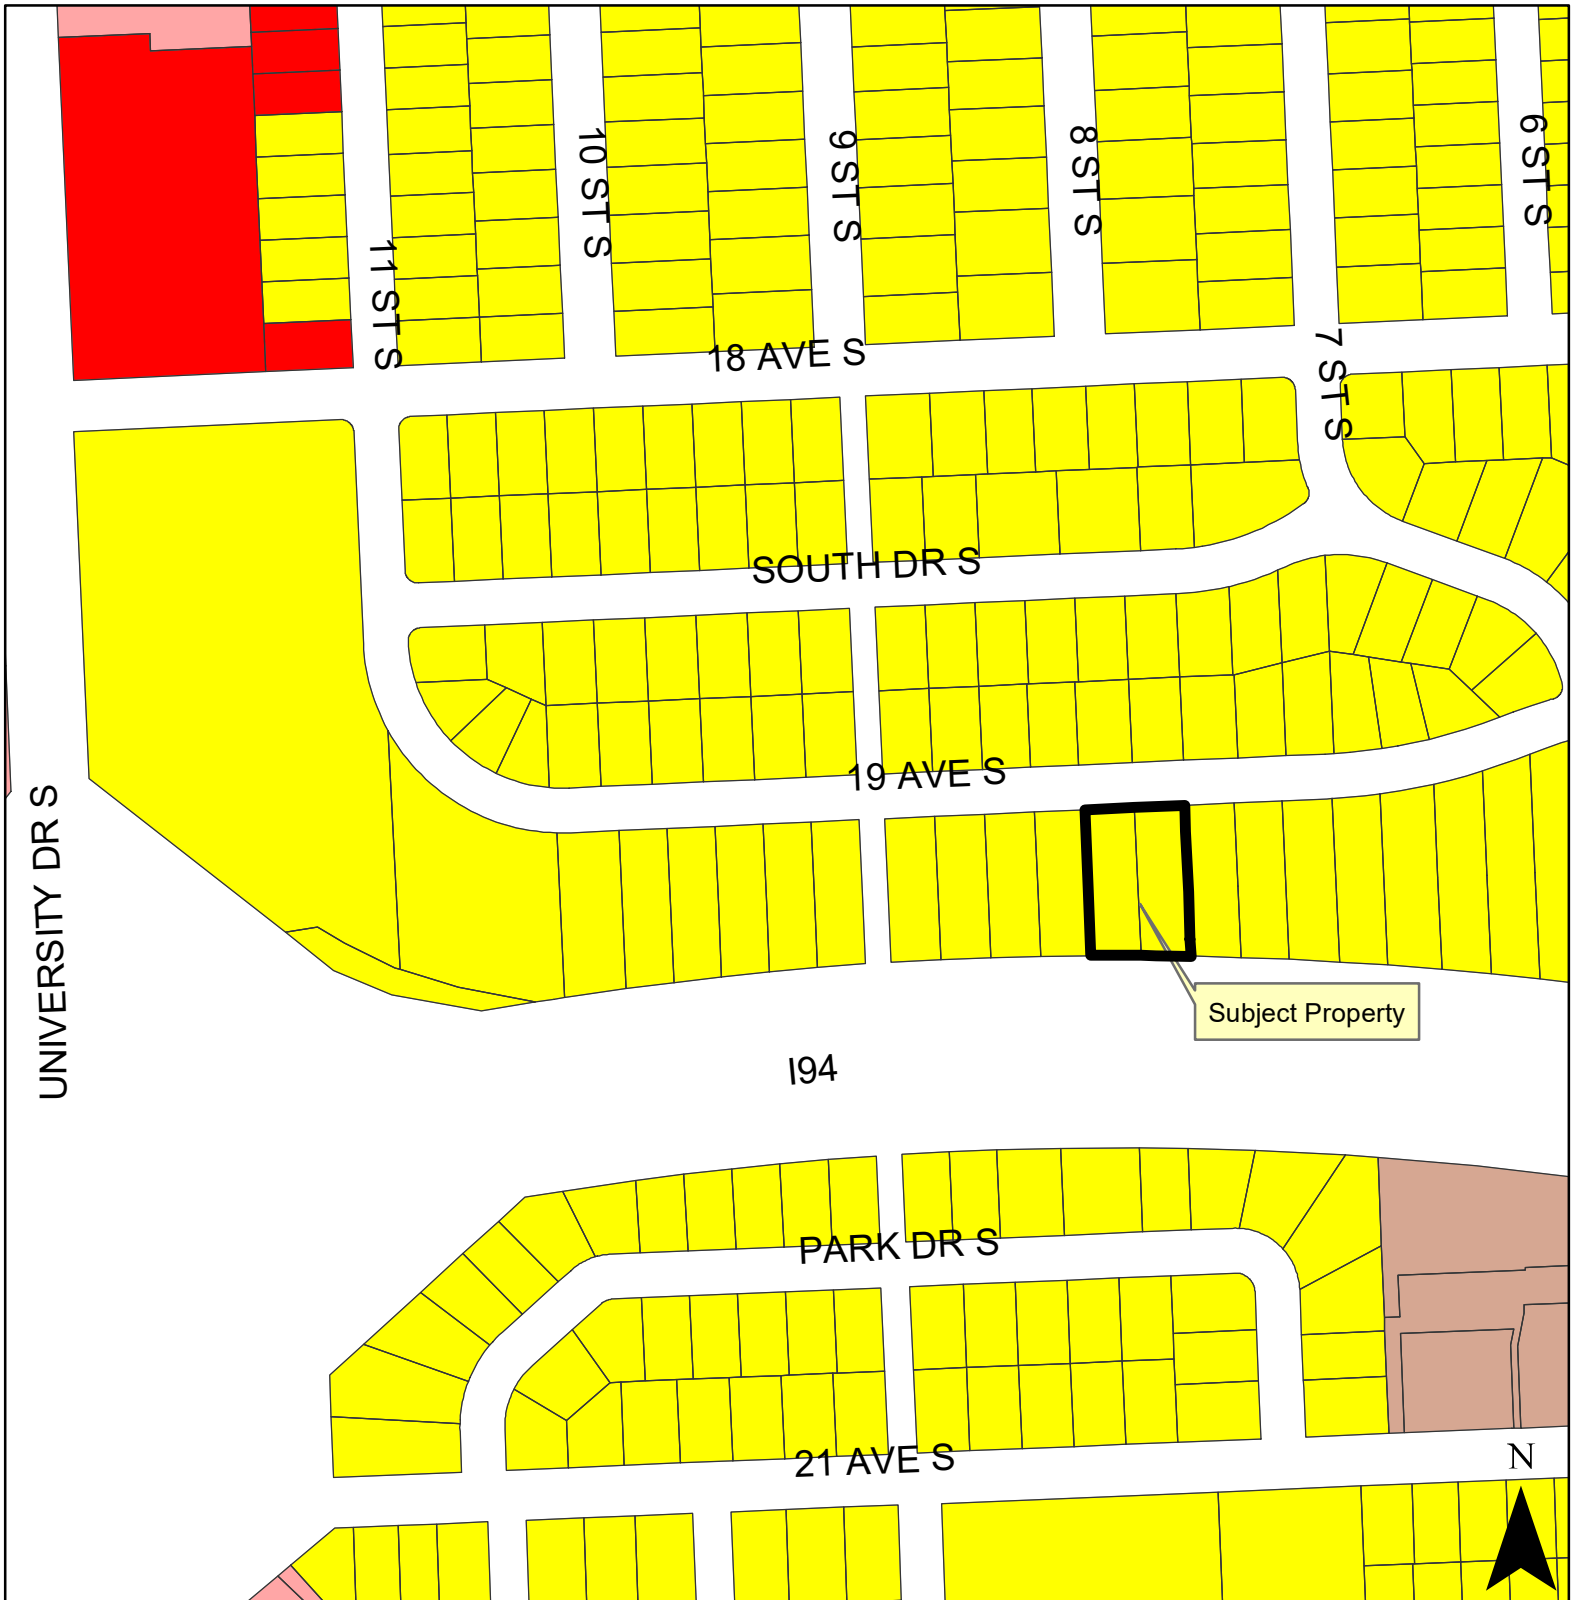 10 ST S
9 ST S
8 ST S
6 ST S
11 ST S
18 AVE S
7 ST S
SOUTH DR S
19 AVE S
UNIVERSITY DR S
Subject Property
I94
PARK DR S
21 AVE S
N